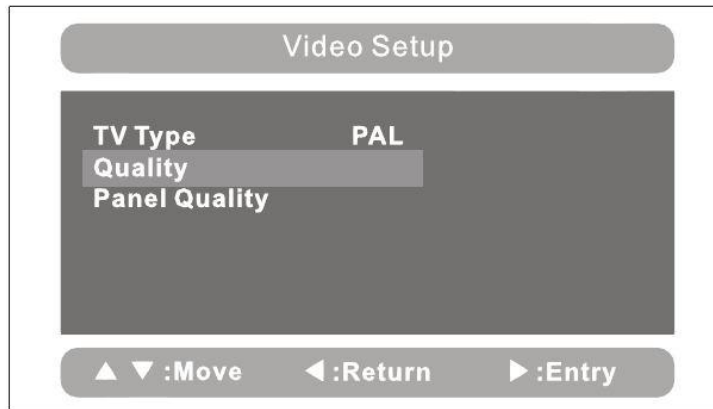 Video Setup
TV Type PAL
Quality
Panel Quality
▲ ▼ :Move ◀ :Return ▶ :Entry